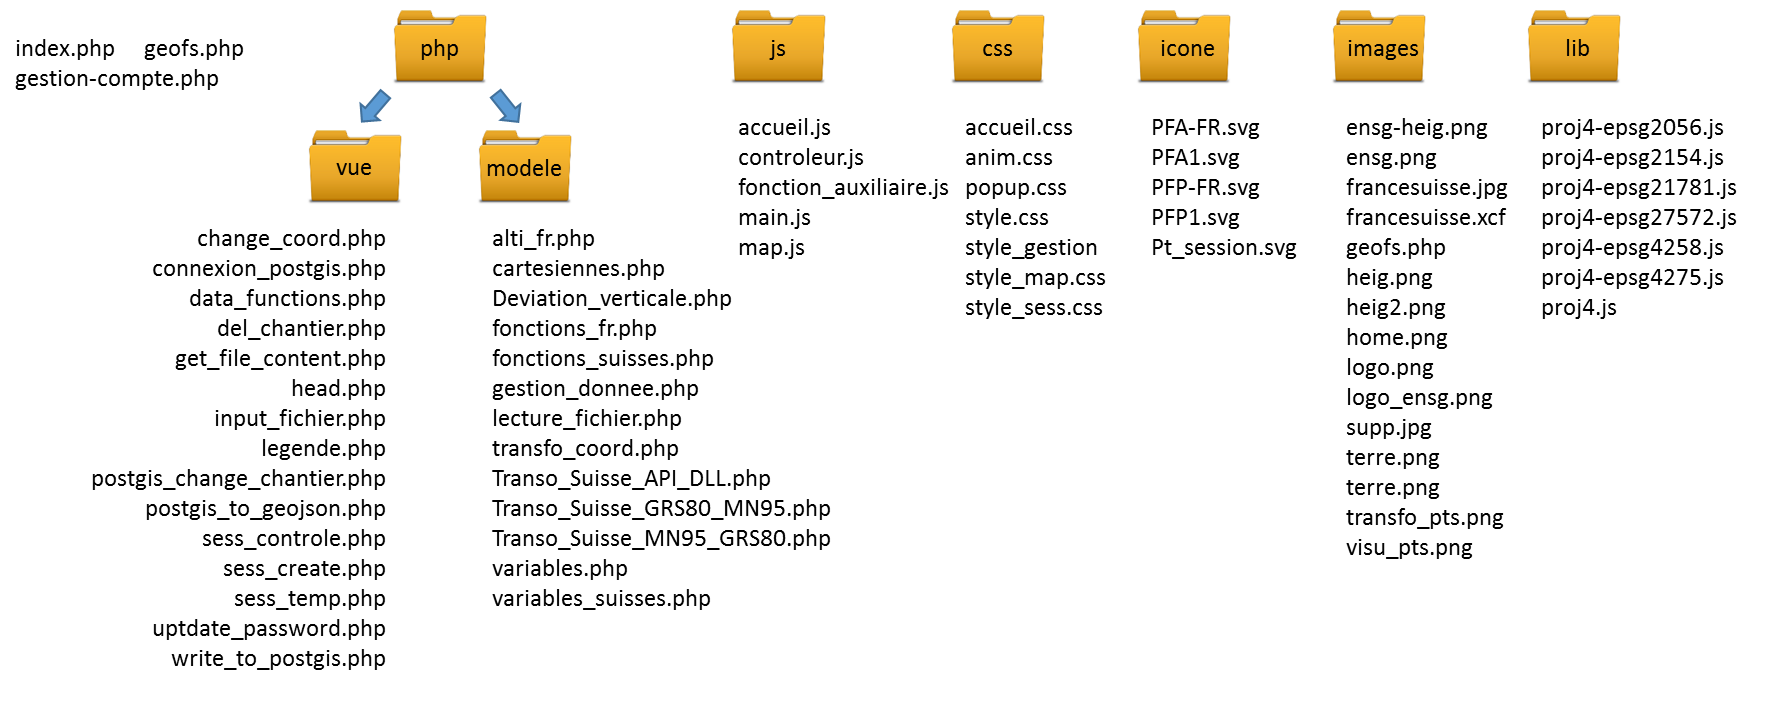 index.php geofs.php
gestion-compte.php
php
vue
change_coord.php
connexion_postgis.php
data_functions.php
del_chantier.php
get_file_content.php
head.php
input_fichier.php
legende.php
postgis_change_chantier.php
postgis_to_geojson.php
sess_controle.php
sess_create.php
sess_temp.php
uptdate_password.php
write_to_postgis.php
modele
alti_fr.php
cartesiennes.php
Deviation_verticale.php
fonctions_fr.php
fonctions_suisses.php
gestion_donnee.php
lecture_fichier.php
transfo_coord.php
Transo_Suisse_API_DLL.php
Transo_Suisse_GRS80_MN95.php
Transo_Suisse_MN95_GRS80.php
variables.php
variables_suisses.php
js
accueil.js
controleur.js
fonction_auxiliaire.js
main.js
map.js
css
accueil.css
anim.css
popup.css
style.css
style_gestion
style_map.css
style_sess.css
icone
PFA-FR.svg
PFA1.svg
PFP-FR.svg
PFP1.svg
Pt_session.svg
images
ensg-heig.png
ensg.png
francesuisse.jpg
francesuisse.xcf
geofs.php
heig.png
heig2.png
home.png
logo.png
logo_ensg.png
supp.jpg
terre.png
terre.png
transfo_pts.png
visu_pts.png
lib
proj4-epsg2056.js
proj4-epsg2154.js
proj4-epsg21781.js
proj4-epsg27572.js
proj4-epsg4258.js
proj4-epsg4275.js
proj4.js